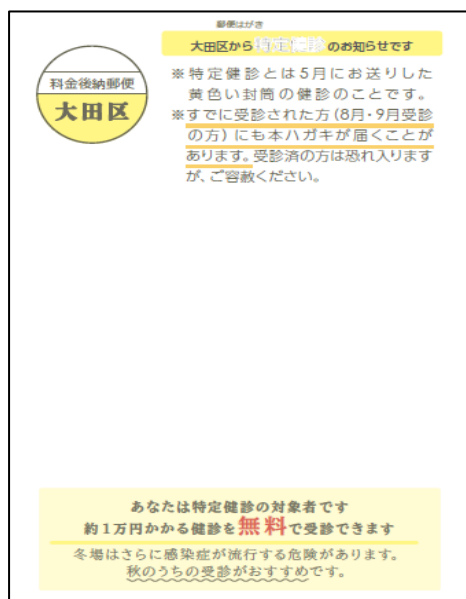 郵便はがき
大田区から特定健診のお知らせです
料金後納郵便
大田区
※特定健診とは5月にお送りした
黄色い封筒の健診のことです。
※すでに受診された方(8月・9月受診
の方)にも本ハガキが届くことが
あります。受診済の方は恐れ入ります
が、ご容赦ください。
あなたは特定健診の対象者です
約1万円かかる健診を無料で受診できます
冬場はさらに感染症が流行する危険があります。
秋のうちの受診がおすすめです。